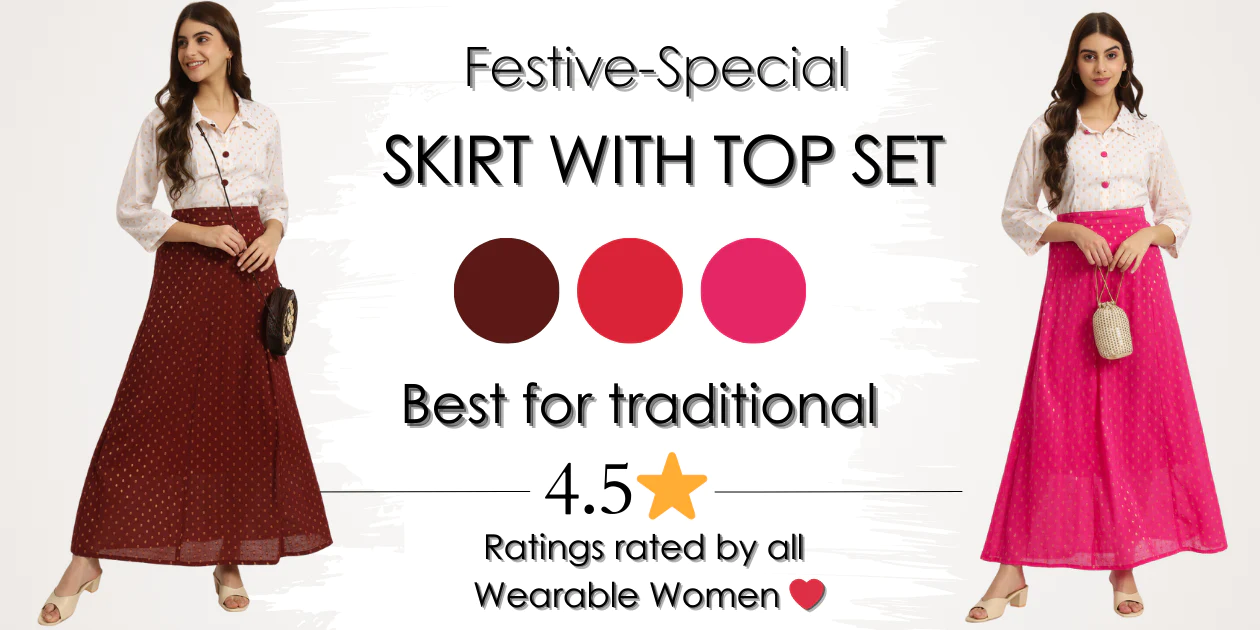 Festive-Special
SKIRT WITH TOP SET
Best for traditional
4.5
Ratings rated by all
Wearable Women